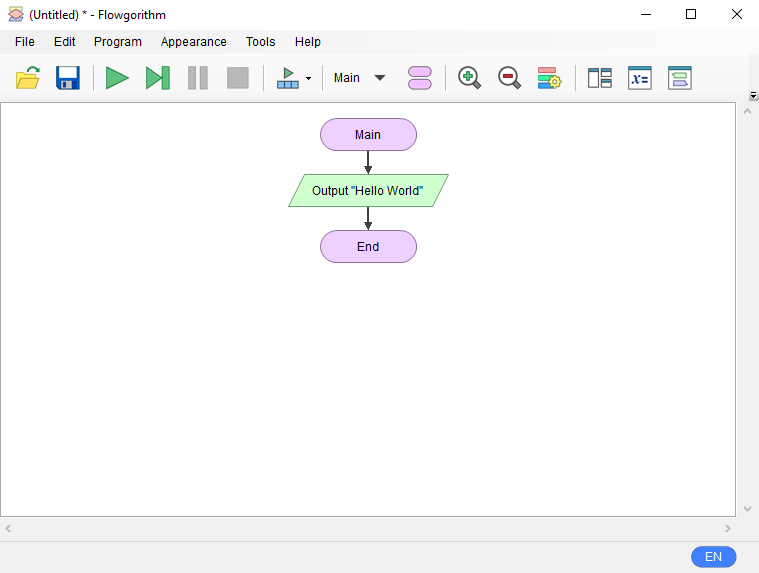 (Untitled) * - Flowgorithm
File Edit Program Appearance Tools Help
Main x=
Main
Output "Hello World"
End
EN